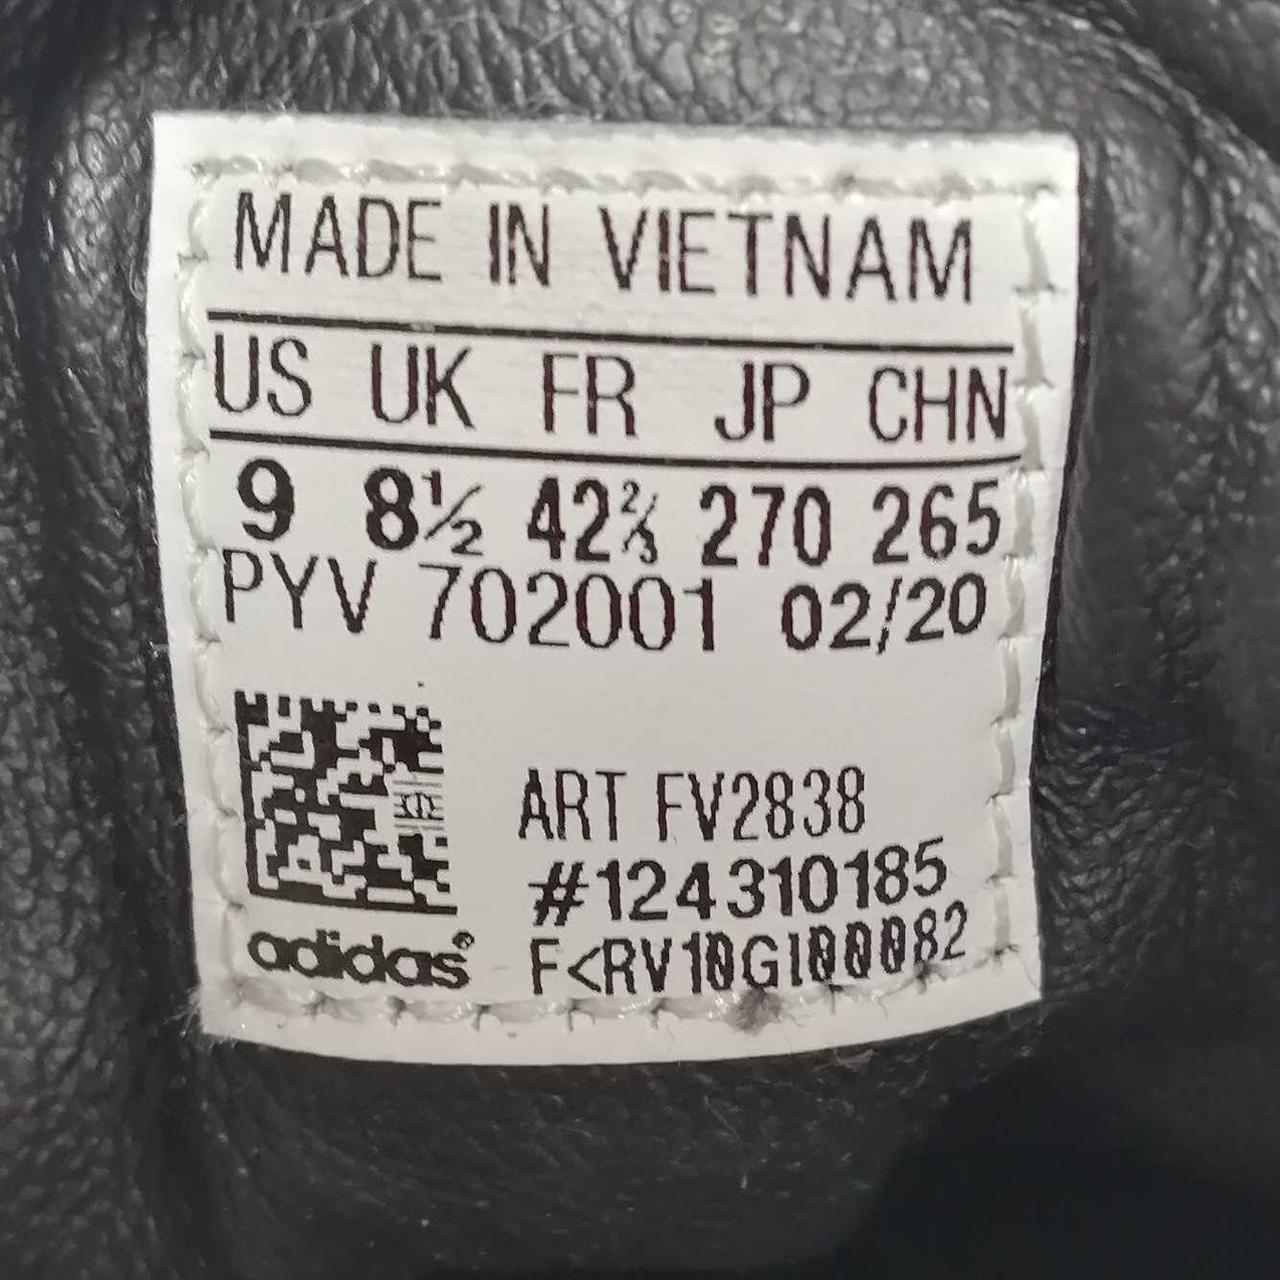 MADE IN VIETNAM
US UK FR JP CHN
9 8½ 42⅔ 270 265
PYV 702001 02/20
ART FV2838
#124310185
F<RV10GI00082
adidas®